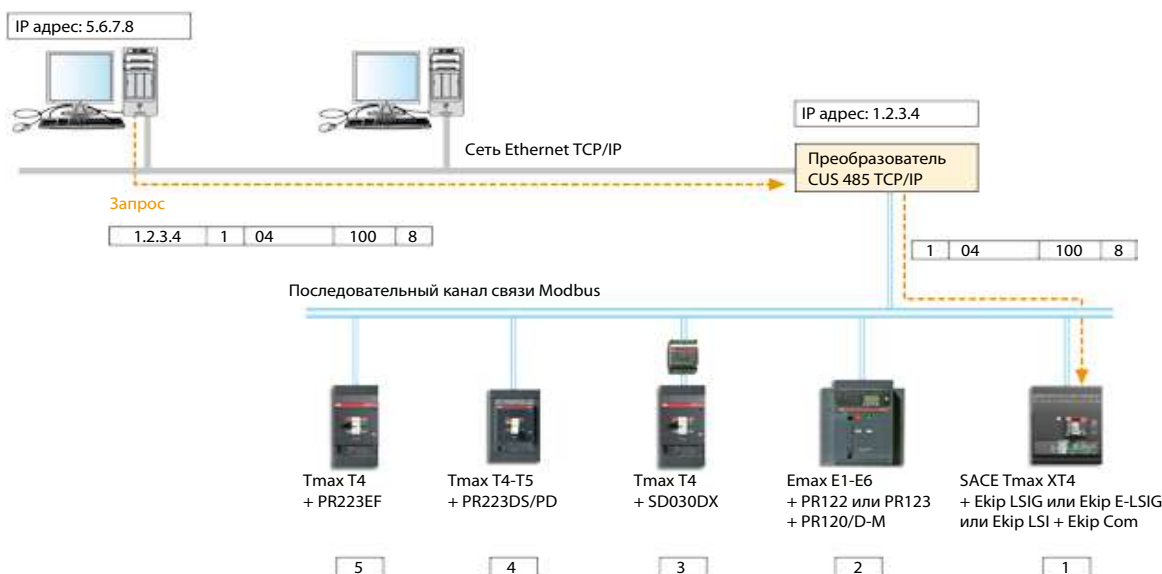 IP адрес: 5.6.7.8
IP адрес: 1.2.3.4
Сеть Ethernet TCP/IP
Преобразователь
CUS 485 TCP/IP
Запрос
1.2.3.4 1 04 100 8
1 04 100 8
Последовательный канал связи Modbus
Tmax T4
+ PR223EF
Tmax T4-T5
+ PR223DS/PD
Tmax T4
+ SD030DX
Emax E1-E6
+ PR122 или PR123
+ PR120/D-M
SACE Tmax XT4
+ Ekip LSIG или Ekip E-LSIG
или Ekip LSI + Ekip Com
5
4
3
2
1